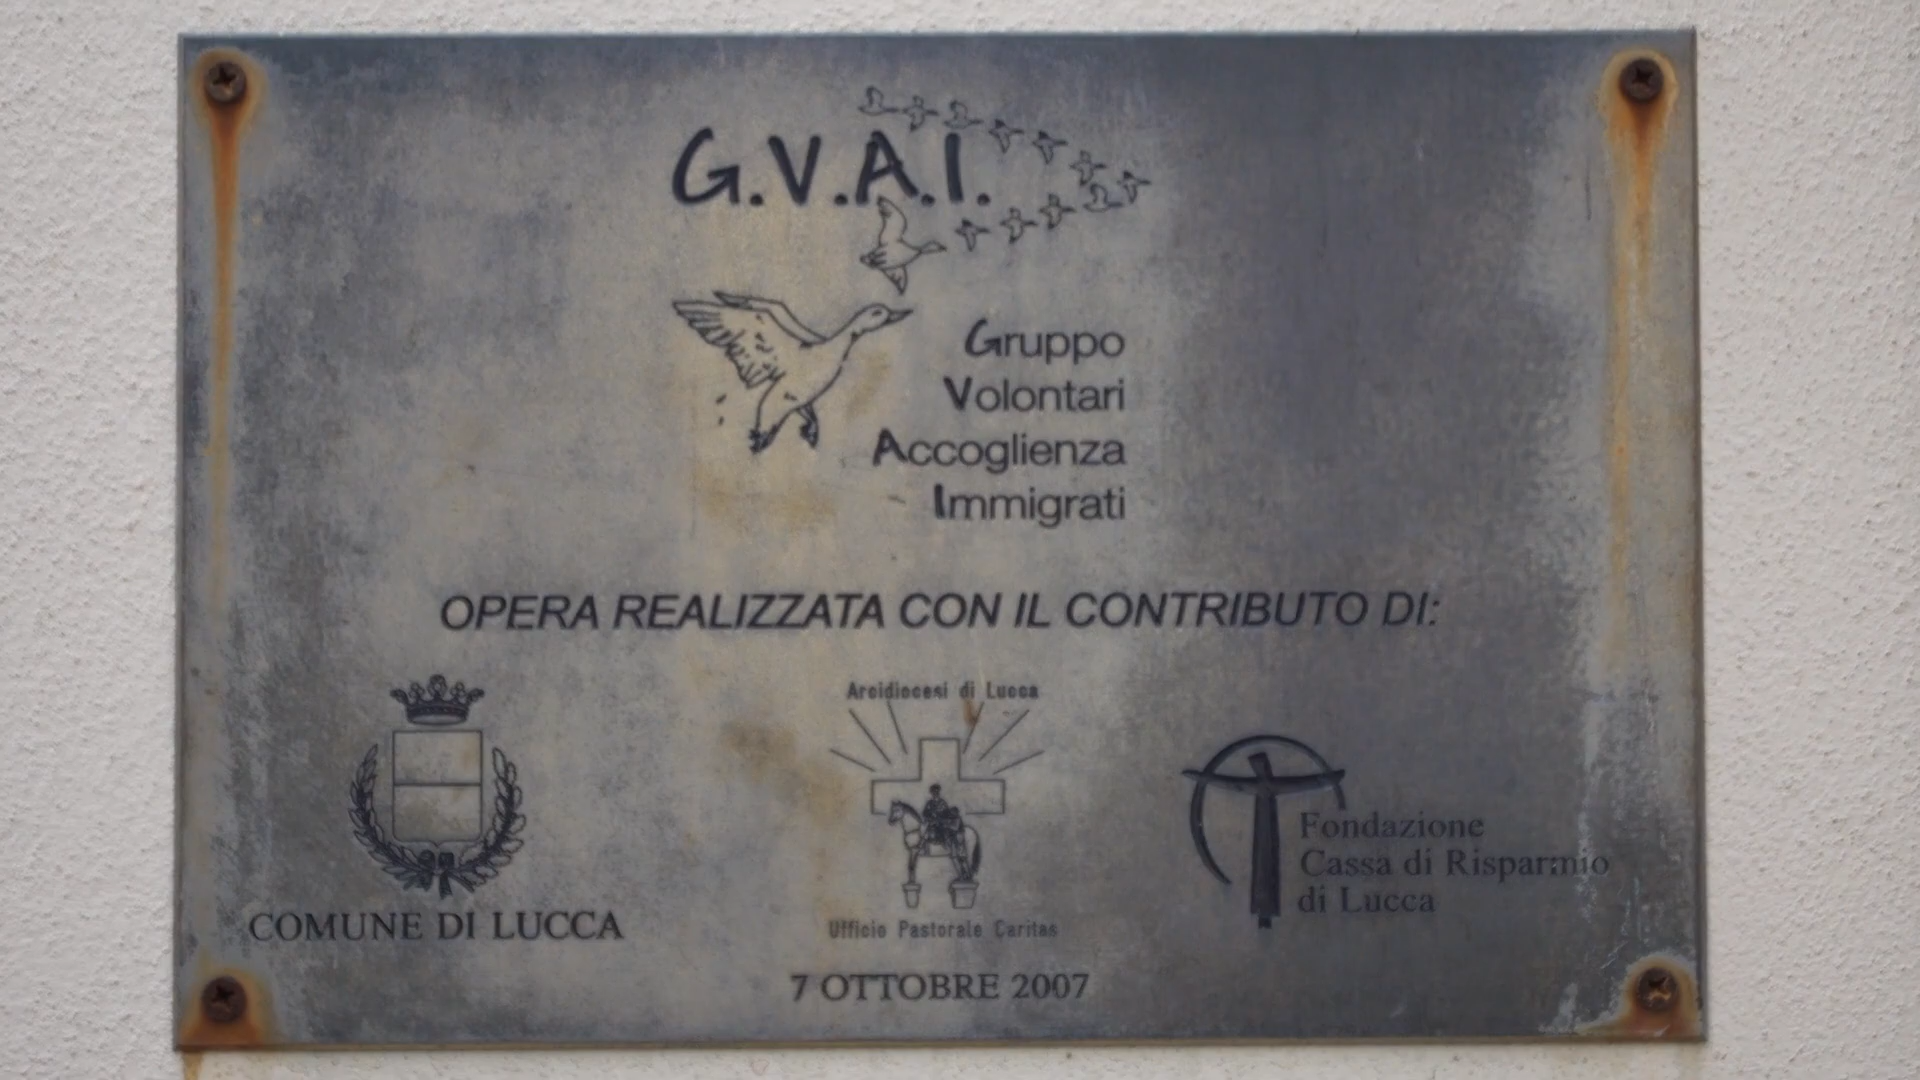 G.V.A.I.
Gruppo
Volontari
Accoglienza
Immigrati
OPERA REALIZZATA CON IL CONTRIBUTO DI:
COMUNE DI LUCCA
Arcidiocesi di Lucca
Ufficio Pastorale Caritas
Fondazione
Cassa di Risparmio
di Lucca
7 OTTOBRE 2007